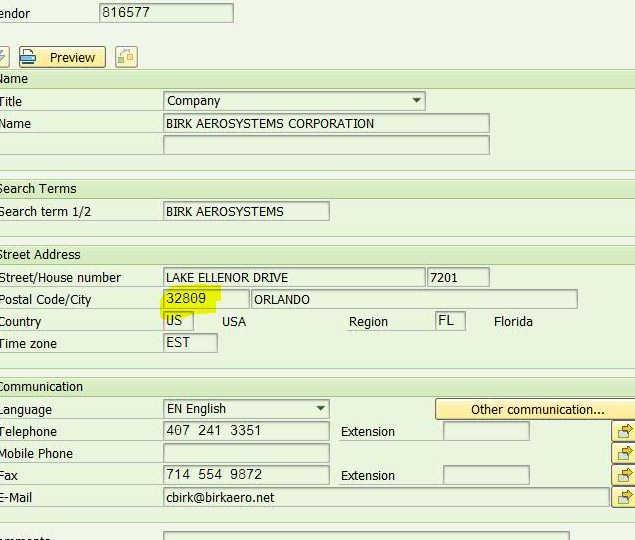 endor 816577
Preview
Name
Title Company
Name BIRK AEROSYSTEMS CORPORATION
Search Terms
Search term 1/2 BIRK AEROSYSTEMS
Street Address
Street/House number LAKE ELLENOR DRIVE 7201
Postal Code/City 32809 ORLANDO
Country US USA Region FL Florida
Time zone EST
Communication
Language EN English Other communication...
Telephone 407 241 3351 Extension
Mobile Phone
Fax 714 554 9872 Extension
E-Mail cbirk@birkaero.net
omments